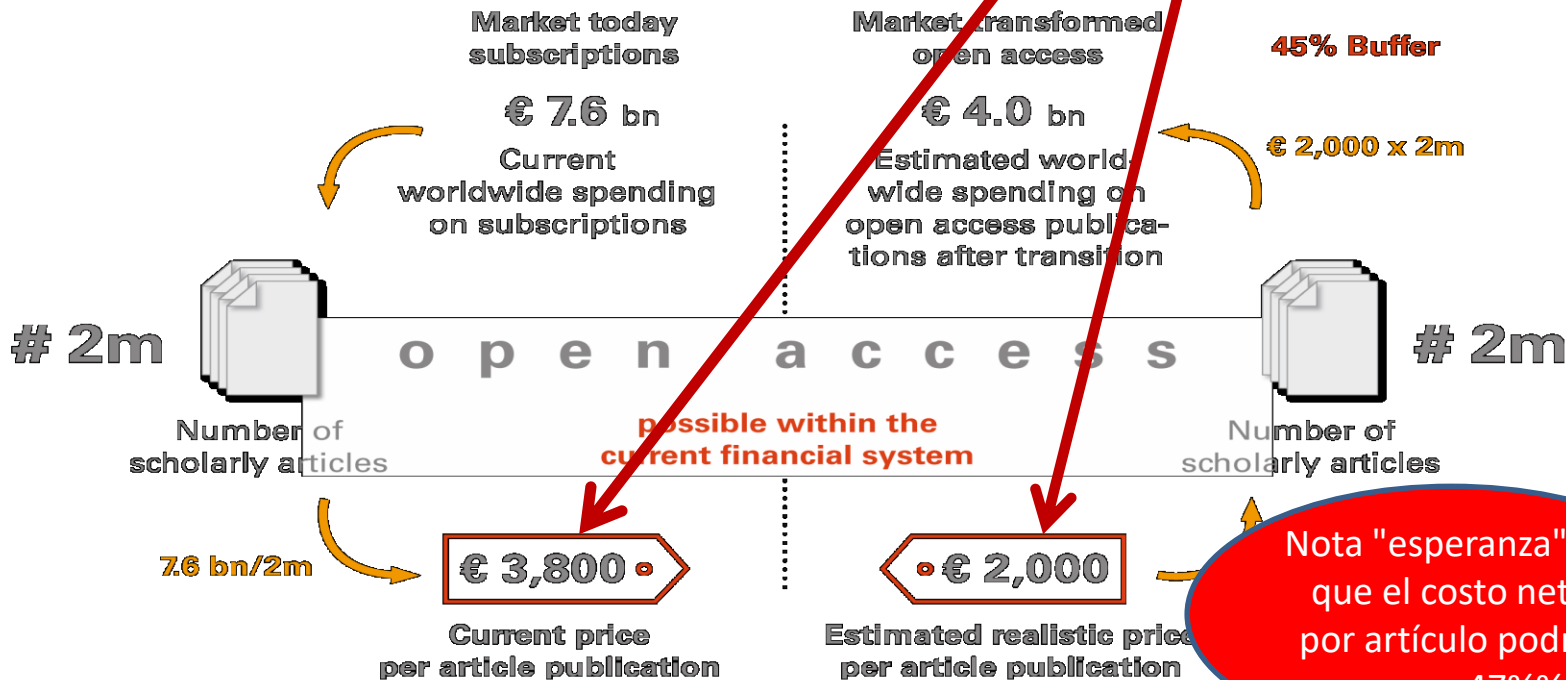 Market today
subscriptions
€ 7.6 bn
Current
worldwide spending
on subscriptions
Market transformed
open access
€ 4.0 bn
Estimated world-
wide spending on
open access publica-
tions after transition
45% Buffer
€ 2,000 x 2m
# 2m
open access
# 2m
Number of
scholarly articles
possible within the
current financial system
Number of
scholarly articles
7.6 bn/2m
€ 3,800
€ 2,000
Current price
per article publication
Estimated realistic price
per article publication
Nota "esperanza"
que el costo
por artículo